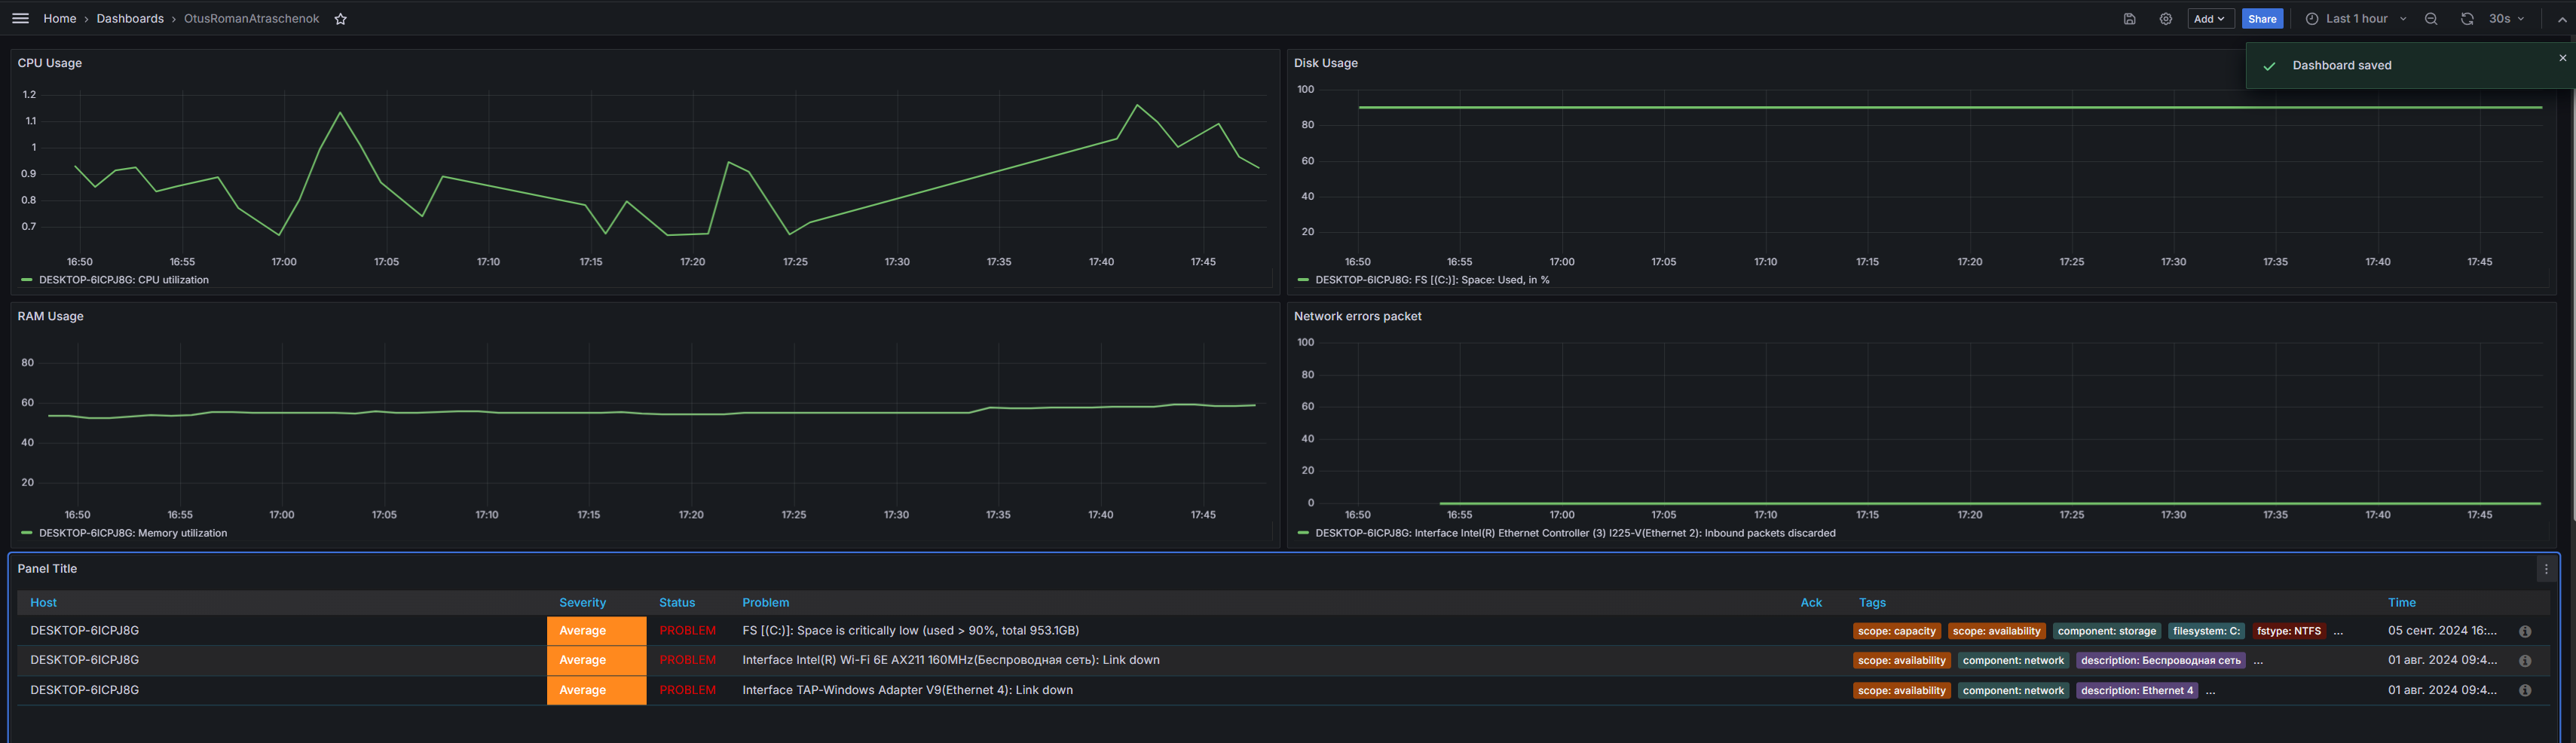 Home › Dashboards › OtusRomanAtraschenok
Add
Share
Last 1 hour
30s
Dashboard saved
CPU Usage
1.2
1.1
1
0.9
0.8
0.7
16:50 16:55 17:00 17:05 17:10 17:15 17:20 17:25 17:30 17:35 17:40 17:45
DESKTOP-6ICPJ8G: CPU utilization
Disk Usage
100
80
60
40
20
16:50 16:55 17:00 17:05 17:10 17:15 17:20 17:25 17:30 17:35 17:40 17:45
DESKTOP-6ICPJ8G: FS [(C:)]: Space: Used, in %
RAM Usage
80
60
40
20
16:50 16:55 17:00 17:05 17:10 17:15 17:20 17:25 17:30 17:35 17:40 17:45
DESKTOP-6ICPJ8G: Memory utilization
Network errors packet
100
80
60
40
20
0
16:50 16:55 17:00 17:05 17:10 17:15 17:20 17:25 17:30 17:35 17:40 17:45
DESKTOP-6ICPJ8G: Interface Intel(R) Ethernet Controller (3) I225-V(Ethernet 2): Inbound packets discarded
Panel Title
Host Severity Status Problem Ack Tags Time
DESKTOP-6ICPJ8G Average PROBLEM FS [(C:)]: Space is critically low (used > 90%, total 953.1GB) scope: capacity scope: availability component: storage filesystem: C: fstype: NTFS ... 05 сент. 2024 16:...
DESKTOP-6ICPJ8G Average PROBLEM Interface Intel(R) Wi-Fi 6E AX211 160MHz(Беспроводная сеть): Link down scope: availability component: network description: Беспроводная сеть ... 01 авг. 2024 09:4...
DESKTOP-6ICPJ8G Average PROBLEM Interface TAP-Windows Adapter V9(Ethernet 4): Link down scope: availability component: network description: Ethernet 4 ... 01 авг. 2024 09:4...